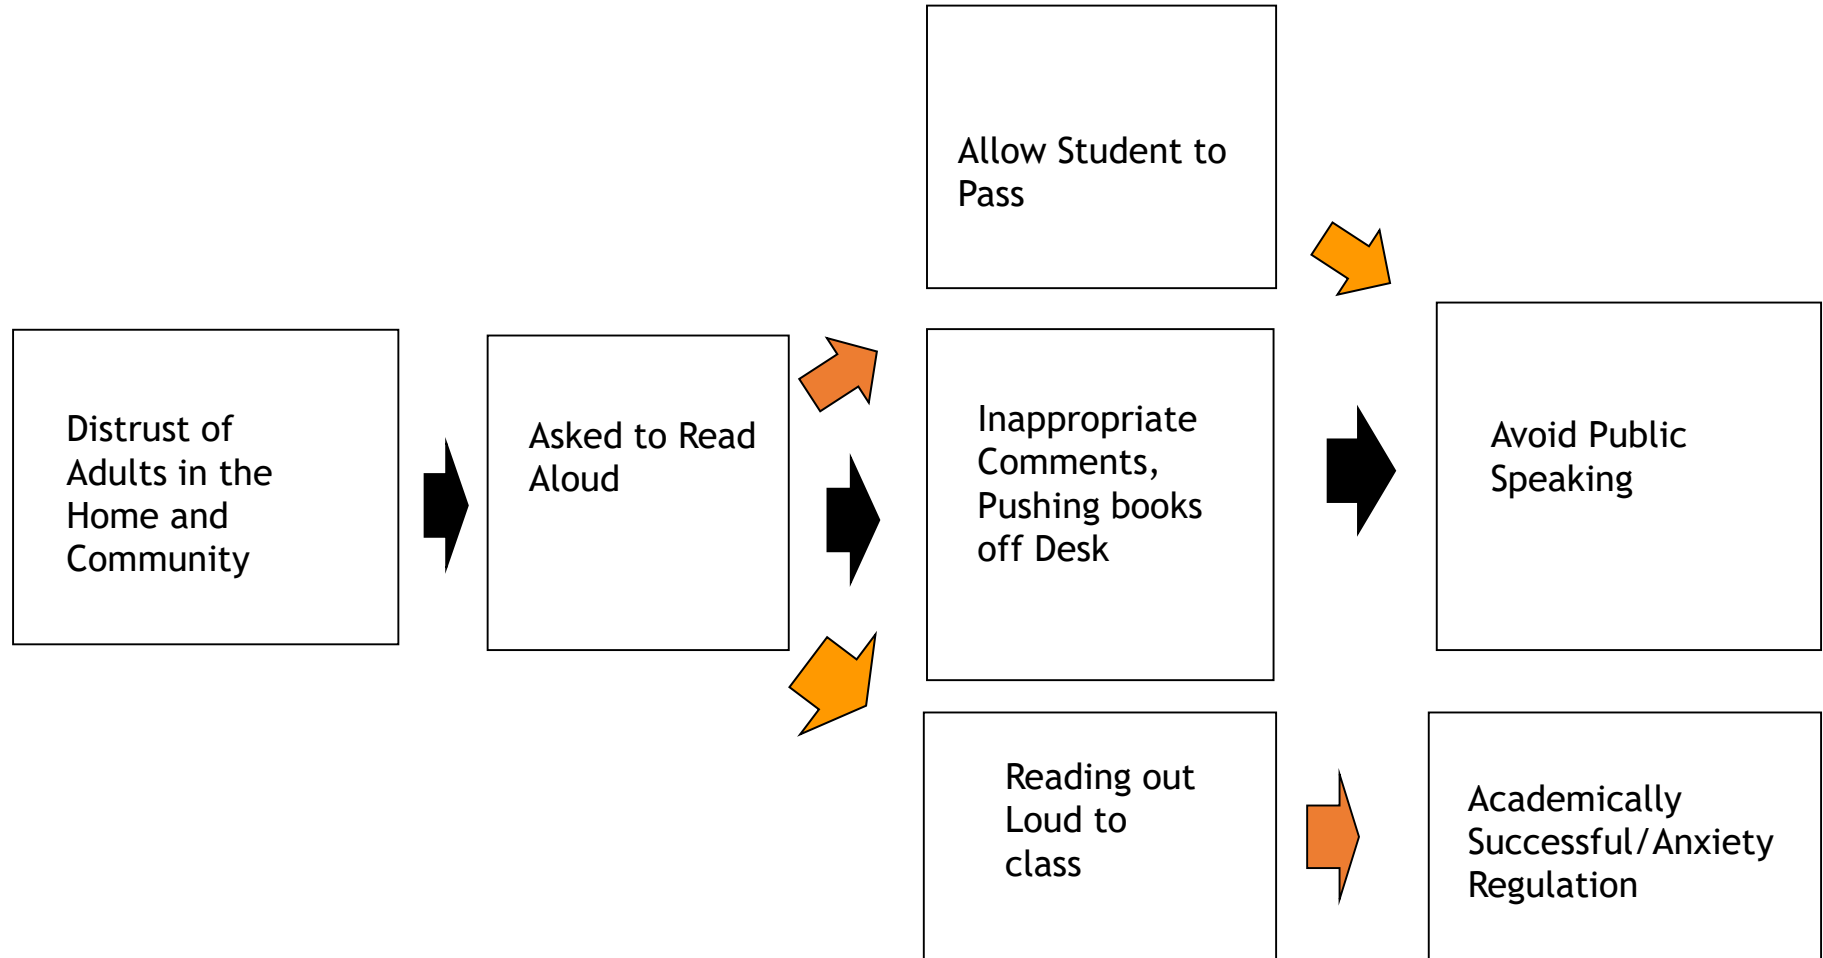 Allow Student to
Pass
Distrust of
Adults in the
Home and
Community
Asked to Read
Aloud
Inappropriate
Comments,
Pushing books
off Desk
Avoid Public
Speaking
Reading out
Loud to
class
Academically
Successful/Anxiety
Regulation